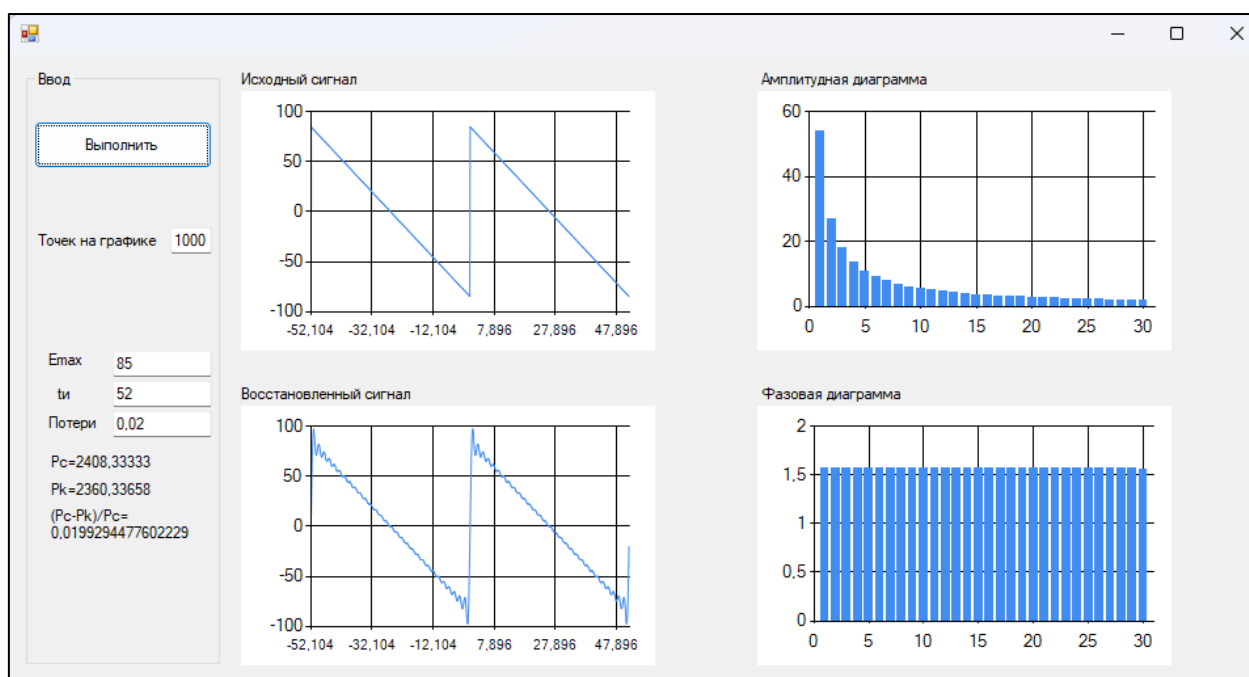 Ввод
Выполнить
Точек на графике 1000
Emax 85
tи 52
Потери 0,02
Pc=2408,33333
Pk=2360,33658
(Pc-Pk)/Pc=
0,0199294477602229
Исходный сигнал
100
50
0
-50
-100
-52,104 -32,104 -12,104 7,896 27,896 47,896
Амплитудная диаграмма
60
40
20
0
0 5 10 15 20 25 30
Восстановленный сигнал
100
50
0
-50
-100
-52,104 -32,104 -12,104 7,896 27,896 47,896
Фазовая диаграмма
2
1.5
1
0,5
0
0 5 10 15 20 25 30